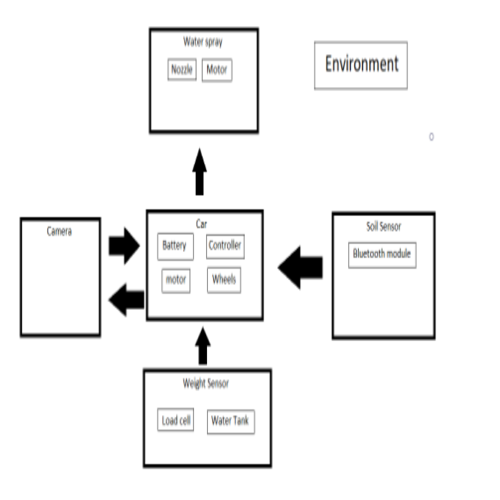 Water spray
Nozzle Motor
Environment
Camera
Car
Battery Controller
motor Wheels
Soil Sensor
Bluetooth module
Weight Sensor
Load cell Water Tank